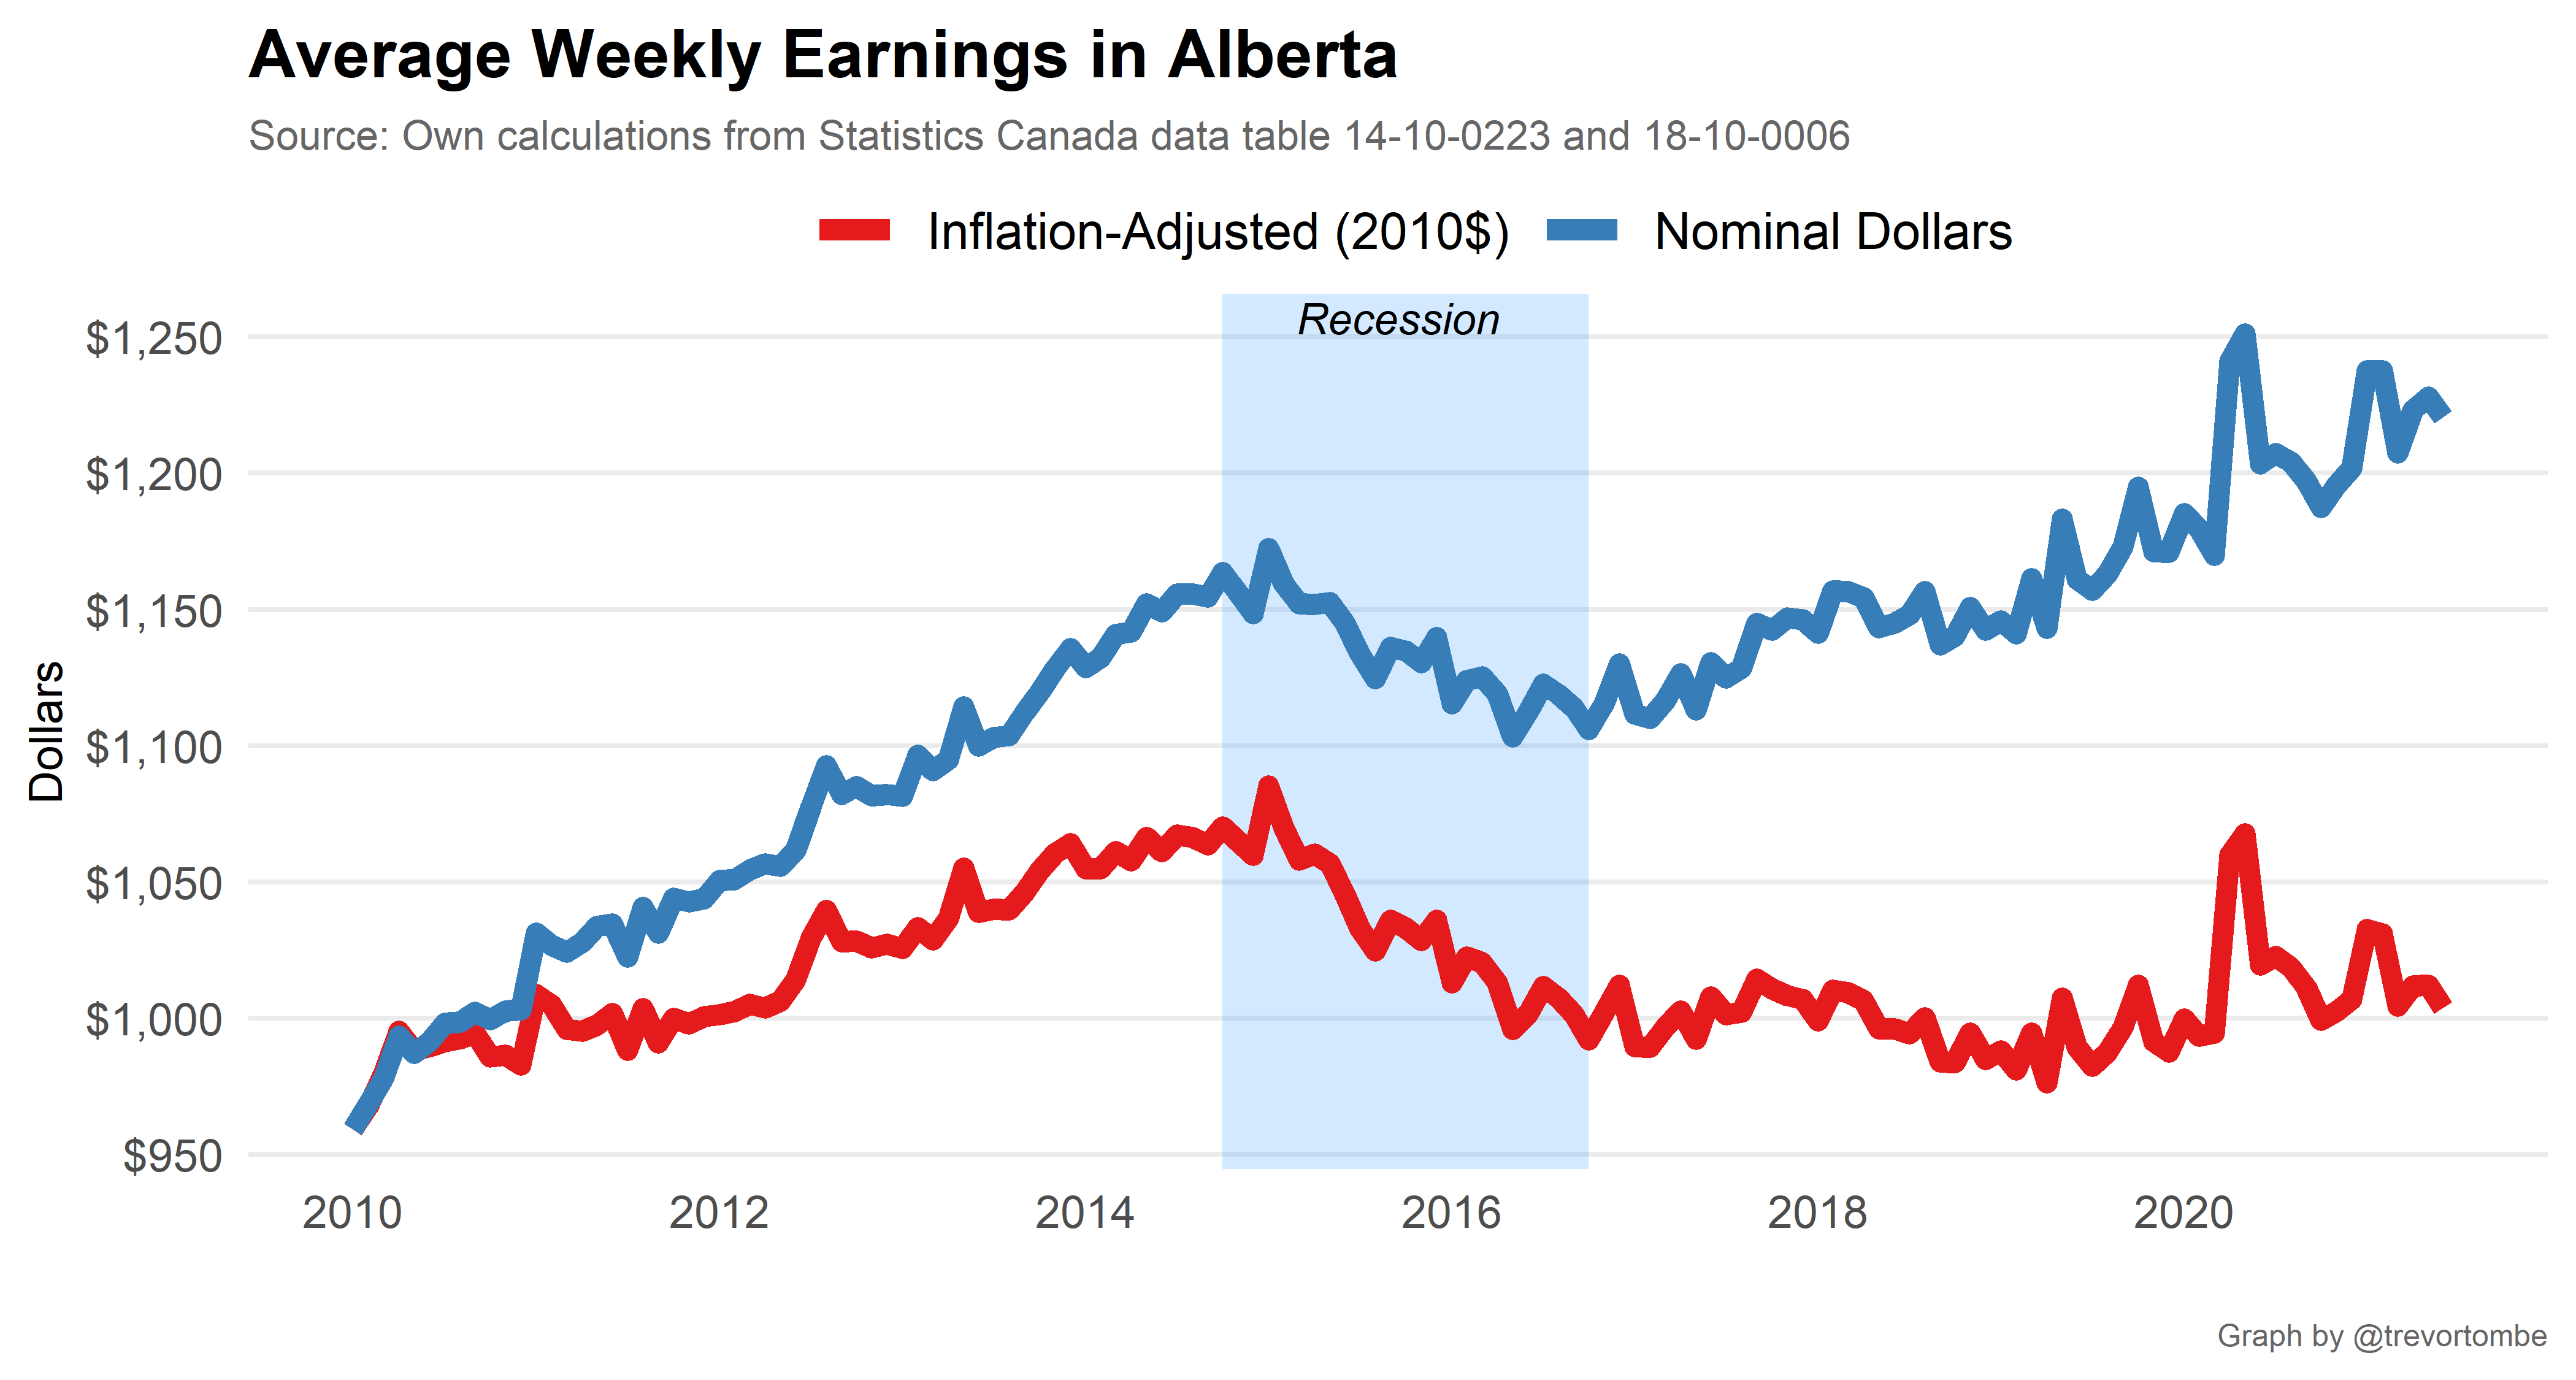 Average Weekly Earnings in Alberta
Source: Own calculations from Statistics Canada data table 14-10-0223 and 18-10-0006
Inflation-Adjusted (2010$) Nominal Dollars
Recession
$1,250
$1,200
$1,150
$1,100
$1,050
$1,000
$950
Dollars
2010 2012 2014 2016 2018 2020
Graph by @trevortombe